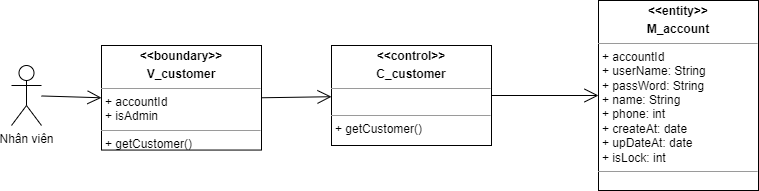 Nhân viên
<<boundary>>
V_customer
+ accountId
+ isAdmin
+ getCustomer()
<<control>>
C_customer
+ getCustomer()
<<entity>>
M_account
+ accountId
+ userName: String
+ passWord: String
+ name: String
+ phone: int
+ createAt: date
+ upDateAt: date
+ isLock: int